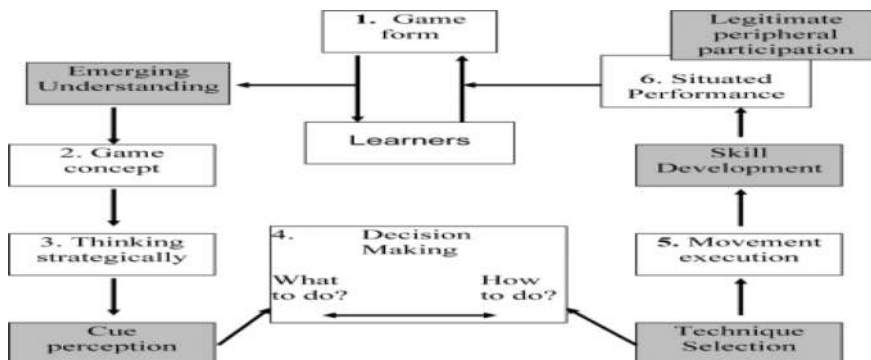 1. Game
form
Legitimate
peripheral
participation
Emerging
Understanding
6. Situated
Performance
Learners
2. Game
concept
Skill
Development
3. Thinking
strategically
4. Decision
Making
What
to do?
How
to do?
5. Movement
execution
Cue
perception
Technique
Selection